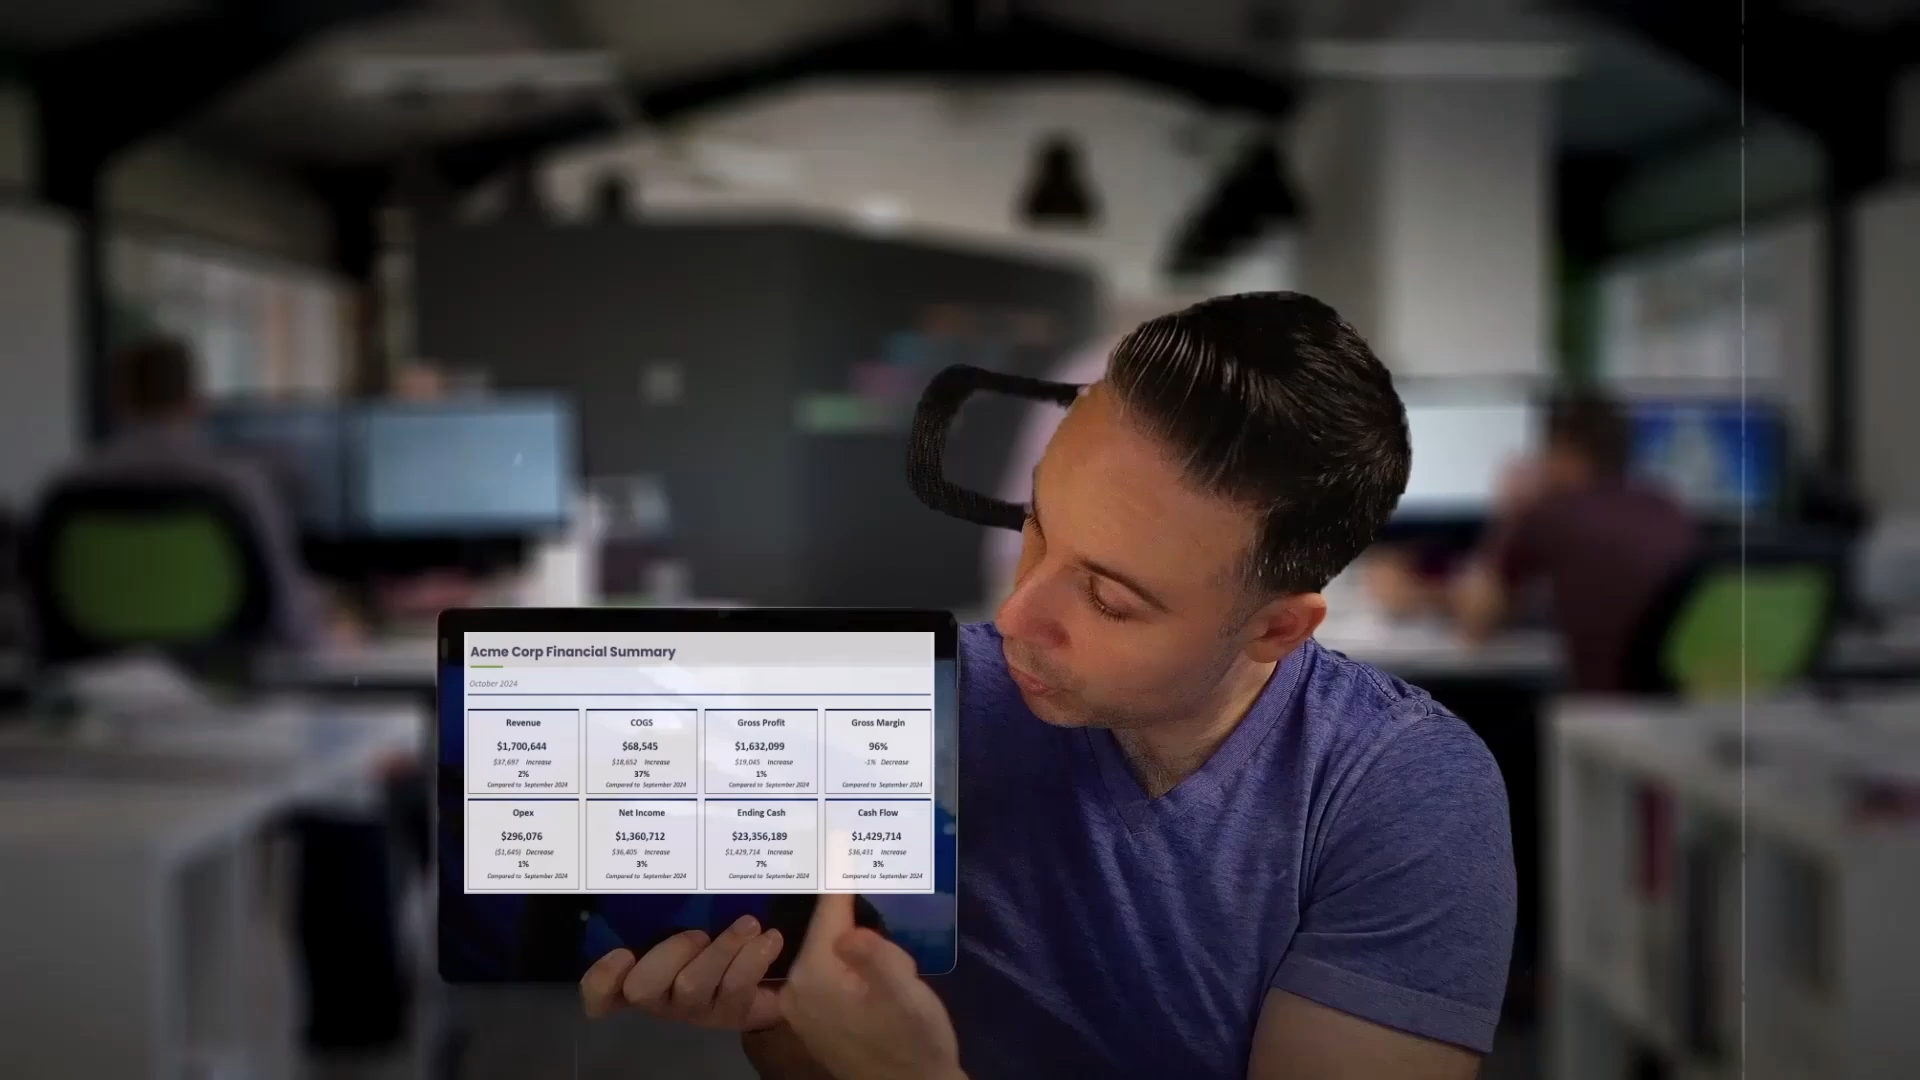 Acme Corp Financial Summary
October 2024
Revenue
$1,700,644
$37,697 Increase
2%
Compared to September 2024
COGS
$68,545
$18,652 Increase
37%
Compared to September 2024
Gross Profit
$1,632,099
$19,045 Increase
1%
Compared to September 2024
Gross Margin
96%
-1% Decrease
Compared to September 2024
Opex
$296,076
($1,645) Decrease
1%
Compared to September 2024
Net Income
$1,360,712
$36,405 Increase
3%
Compared to September 2024
Ending Cash
$23,356,189
$1,429,714 Increase
7%
Compared to September 2024
Cash Flow
$1,429,714
$36,431 Increase
3%
Compared to September 2024